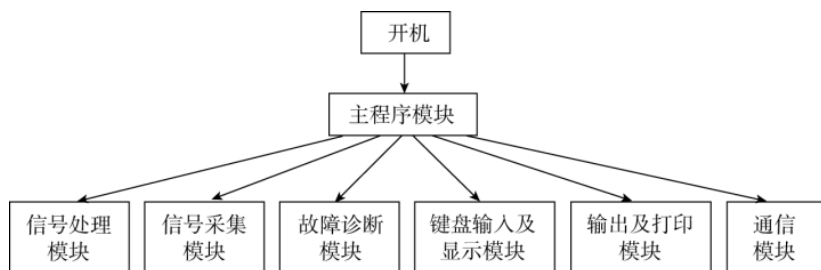 开机
主程序模块
信号处理
模块
信号采集
模块
故障诊断
模块
键盘输入及
显示模块
输出及打印
模块
通信
模块